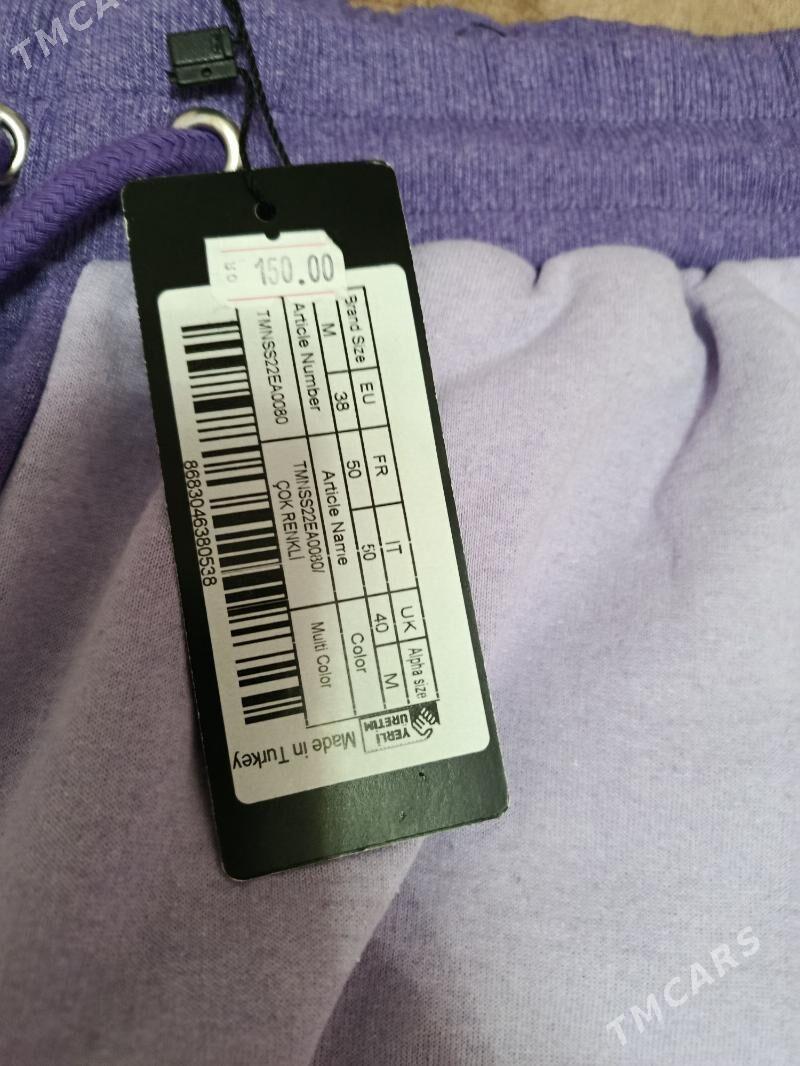 TMCARS
150.00
Brand Size EU FR IT UK Alpha size
M 38 50 50 40 M
Article Number Article Name Color
TMNSS22EA0080 TMNSS22EA0080/ Multi Color
ÇOK RENKLİ
8683046380538
YERLİ
ÜRETİM
Made in Turkey
TMCARS